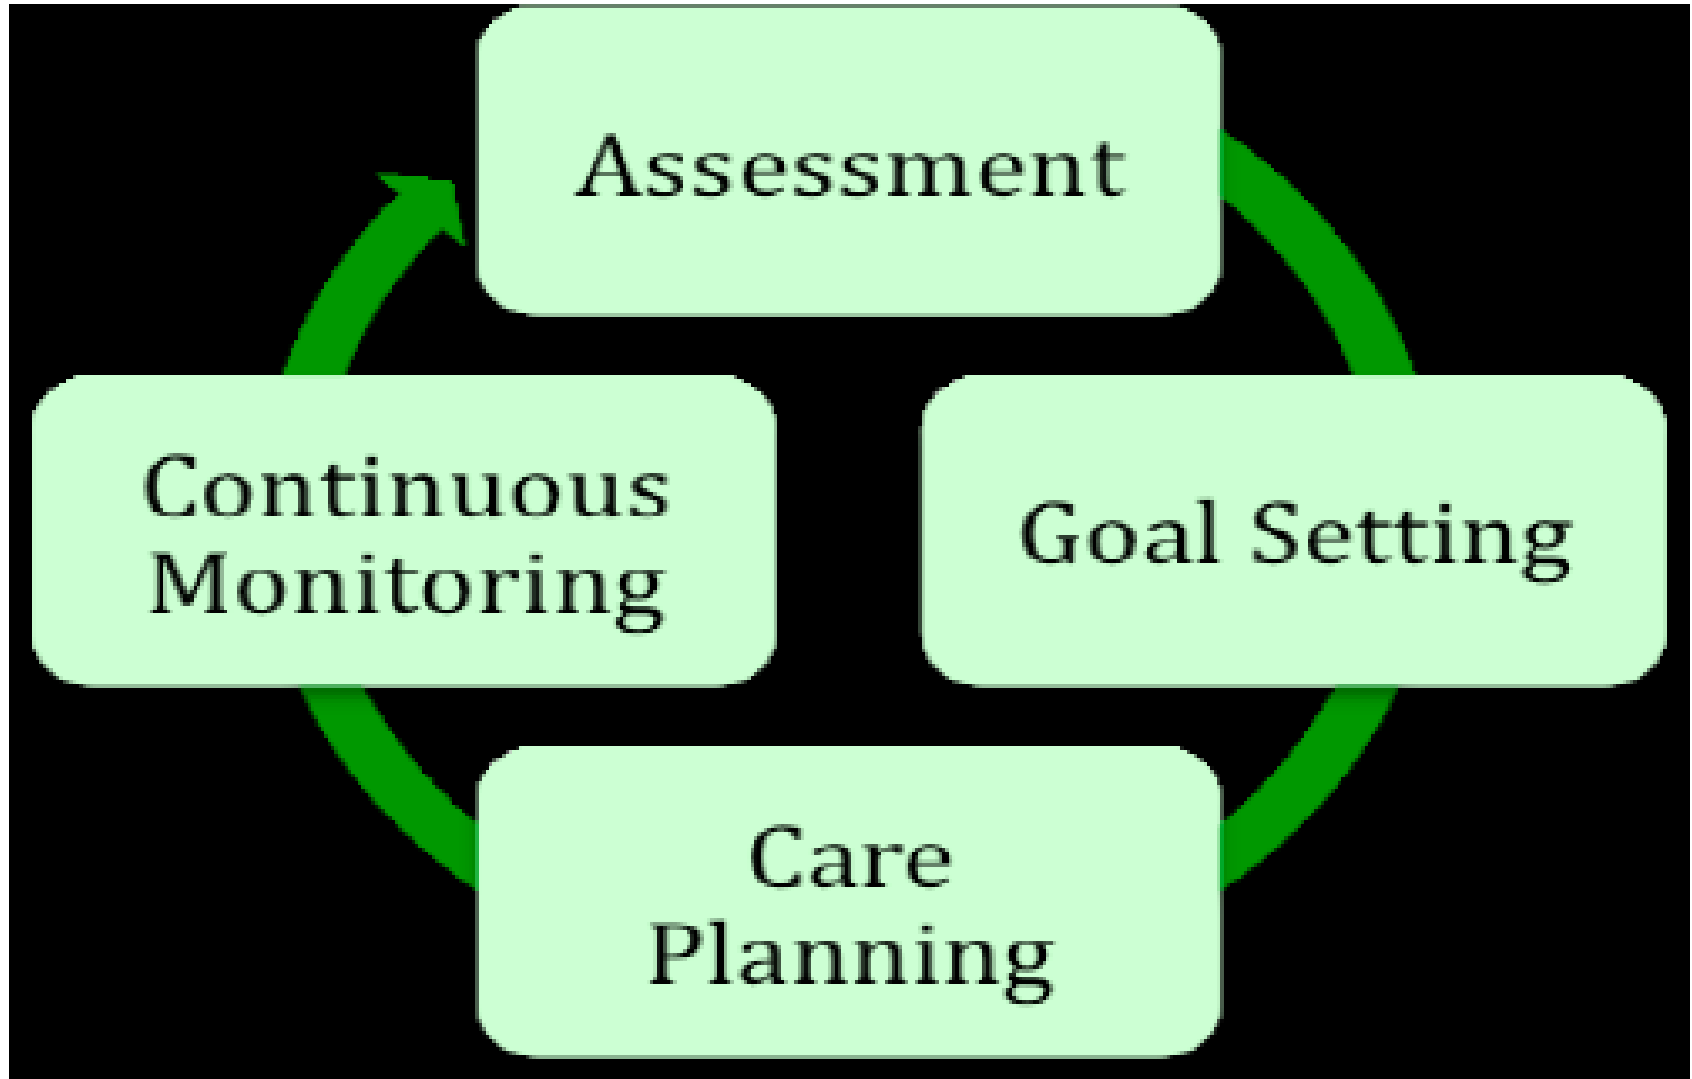 Assessment
Goal Setting
Care
Planning
Continuous
Monitoring